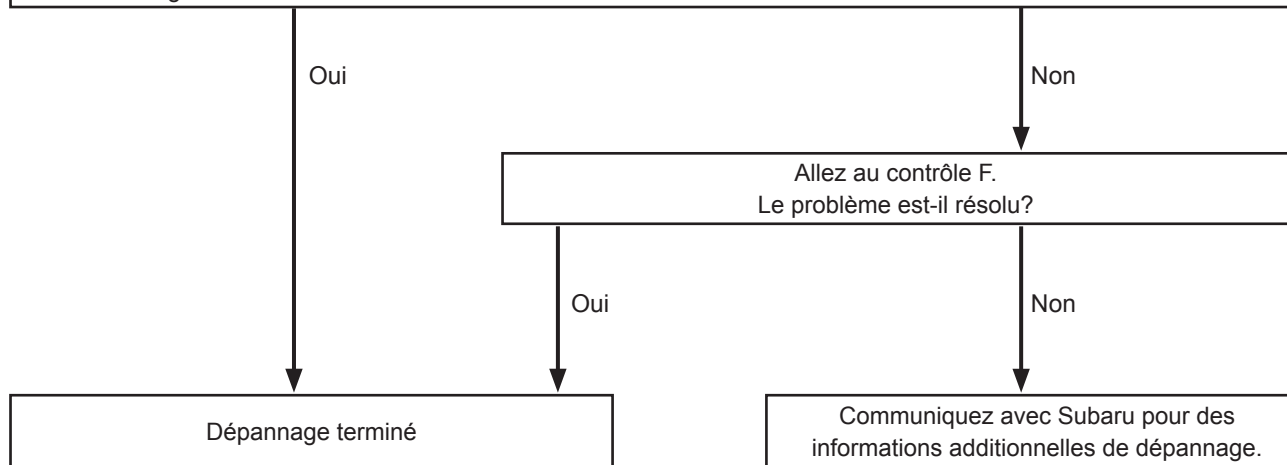 Oui
Non
Allez au contrôle F.
Le problème est-il résolu?
Oui
Non
Dépannage terminé
Communiquez avec Subaru pour des
informations additionnelles de dépannage.